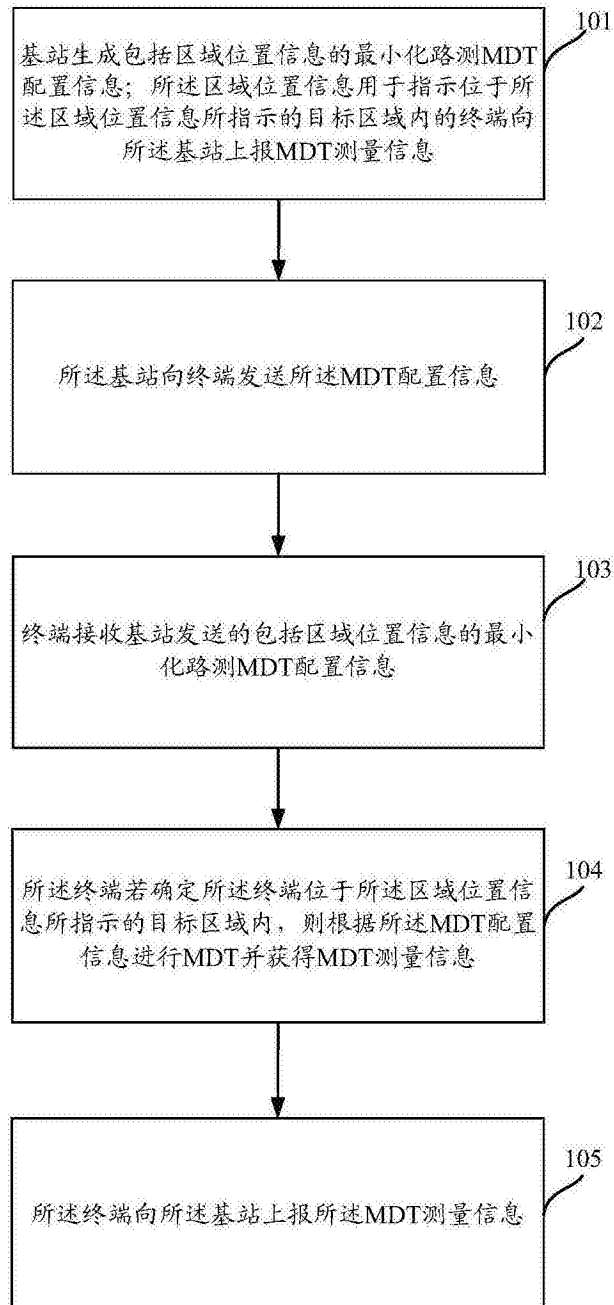 101
基站生成包括区域位置信息的最小化路测MDT
配置信息；所述区域位置信息用于指示位于所
述区域位置信息所指示的目标区域内的终端向
所述基站上报MDT测量信息
102
所述基站向终端发送所述MDT配置信息
103
终端接收基站发送的包括区域位置信息的最小
化路测MDT配置信息
104
所述终端若确定所述终端位于所述区域位置信
息所指示的目标区域内，则根据所述MDT配置
信息进行MDT并获得MDT测量信息
105
所述终端向所述基站上报所述MDT测量信息